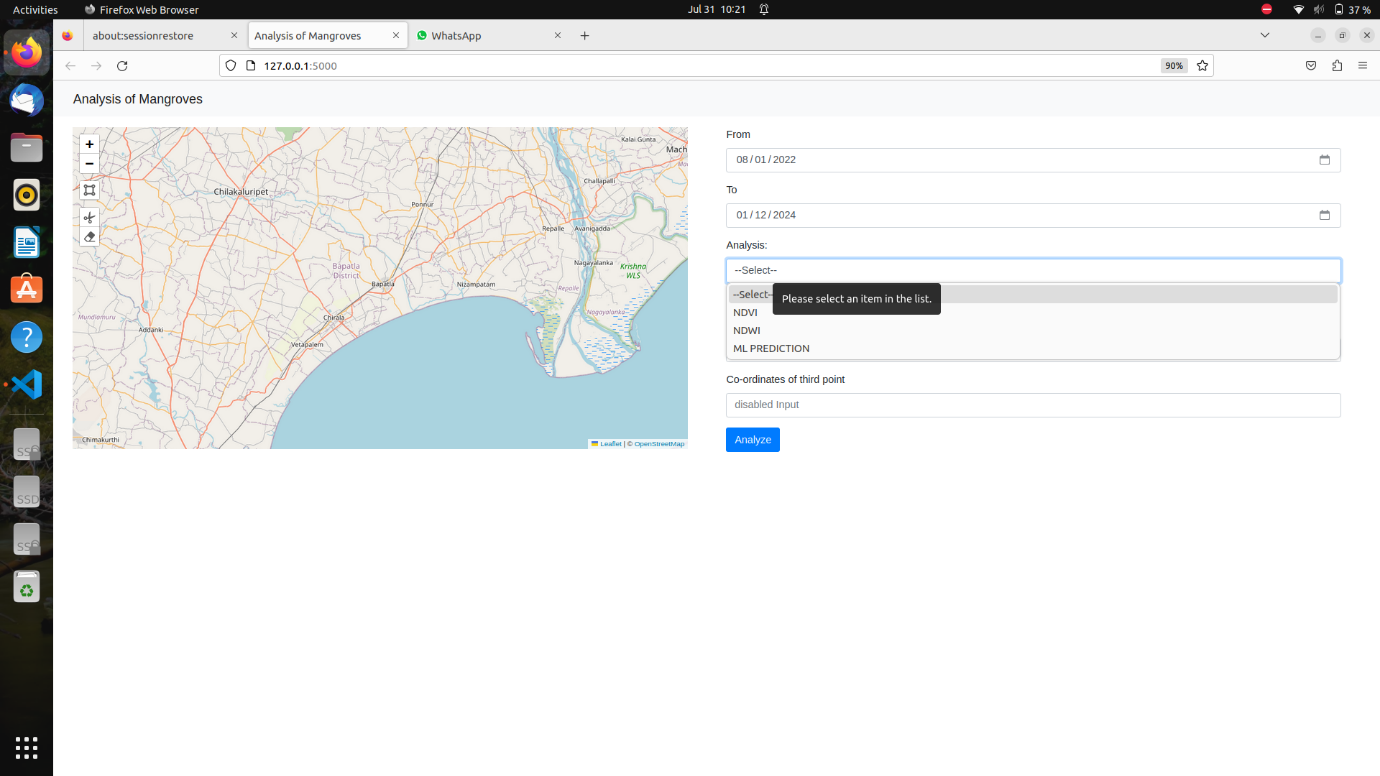 Activities
Firefox Web Browser
Jul 31 10:21
37 %
about:sessionrestore
Analysis of Mangroves
WhatsApp
127.0.0.1:5000
90%
Analysis of Mangroves
+
−
Kalai Gunta
Mach
Chilakaluripet
Challapalli
Ponnur
Repalle
Avanigadda
Bapatla
District
Nagayalanka
Krishna
WLS
Bapatla
Nizampatam
Repalle
Nagayalanka
Mundlamuru
Addanki
Chirala
Vetapalem
Chimakurthi
Leaflet | © OpenStreetMap
From
08/01/2022
To
01/12/2024
Analysis:
--Select--
--Select--
Please select an item in the list.
NDVI
NDWI
ML PREDICTION
Co-ordinates of third point
disabled Input
Analyze
SSD
SSD
SSD